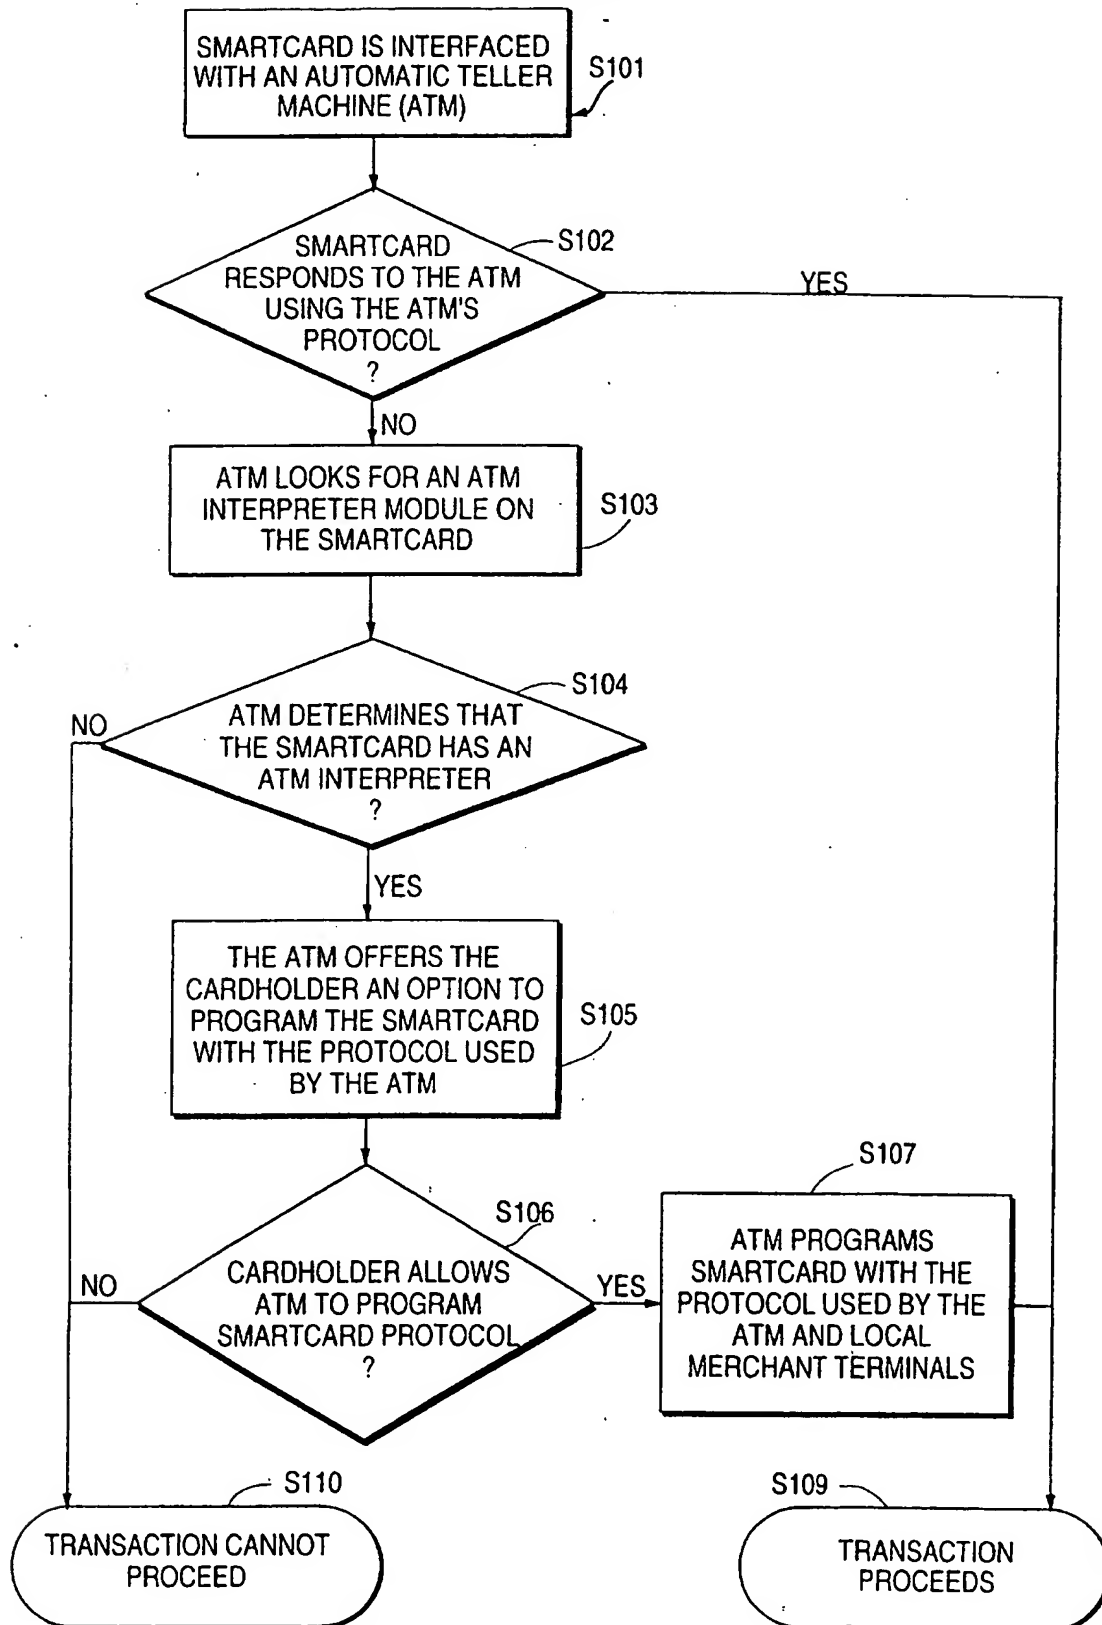 SMARTCARD IS INTERFACED
WITH AN AUTOMATIC TELLER
MACHINE (ATM)
S101
SMARTCARD
RESPONDS TO THE ATM
USING THE ATM'S
PROTOCOL
?
S102
YES
NO
ATM LOOKS FOR AN ATM
INTERPRETER MODULE ON
THE SMARTCARD
S103
ATM DETERMINES THAT
THE SMARTCARD HAS AN
ATM INTERPRETER
?
S104
NO
YES
THE ATM OFFERS THE
CARDHOLDER AN OPTION TO
PROGRAM THE SMARTCARD
WITH THE PROTOCOL USED
BY THE ATM
S105
CARDHOLDER ALLOWS
ATM TO PROGRAM
SMARTCARD PROTOCOL
?
S106
NO
YES
S107
ATM PROGRAMS
SMARTCARD WITH THE
PROTOCOL USED BY THE
ATM AND LOCAL
MERCHANT TERMINALS
S110
TRANSACTION CANNOT
PROCEED
S109
TRANSACTION
PROCEEDS